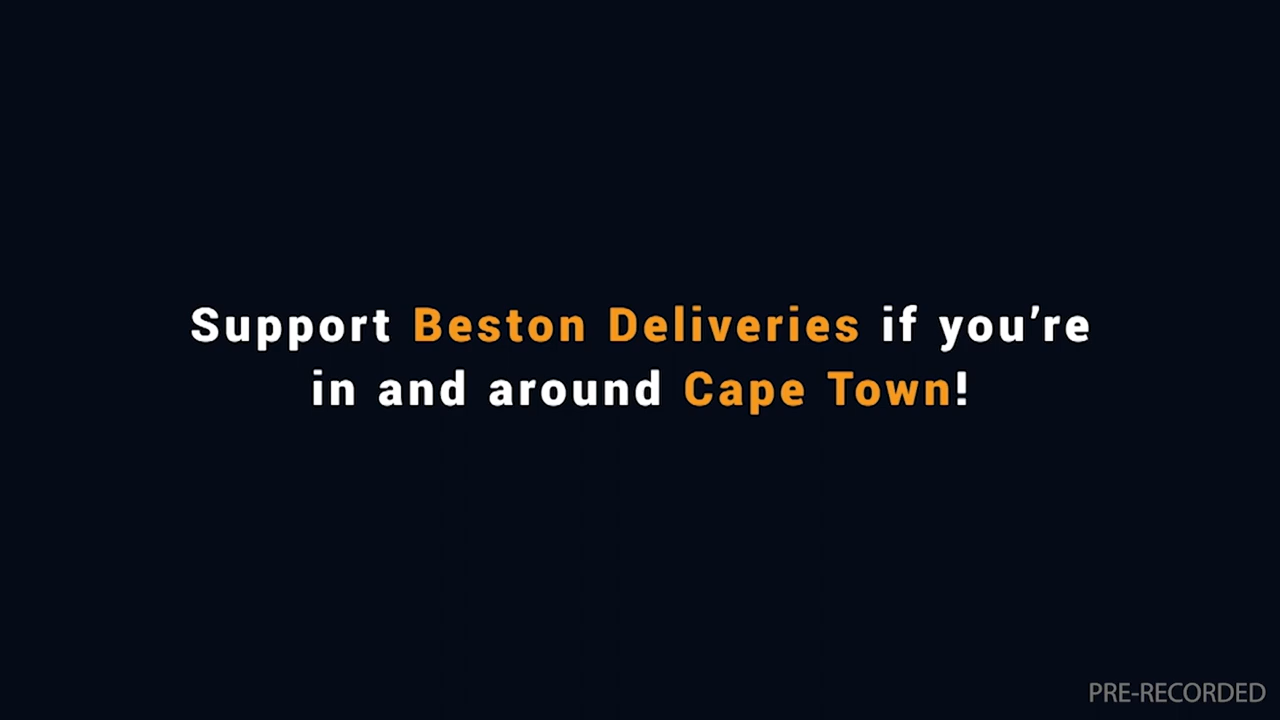 Support Beston Deliveries if you’re
in and around Cape Town!
PRE-RECORDED